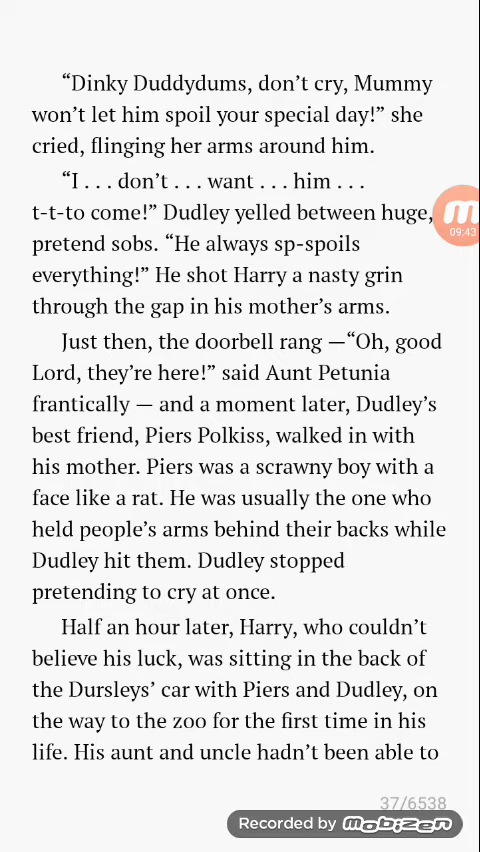 “Dinky Duddydums, don’t cry, Mummy
won’t let him spoil your special day!” she
cried, flinging her arms around him.
“I . . . don’t . . . want . . . him . . .
t-t-to come!” Dudley yelled between huge,
pretend sobs. “He always sp-spoils
everything!” He shot Harry a nasty grin
through the gap in his mother’s arms.
Just then, the doorbell rang —“Oh, good
Lord, they’re here!” said Aunt Petunia
frantically — and a moment later, Dudley’s
best friend, Piers Polkiss, walked in with
his mother. Piers was a scrawny boy with a
face like a rat. He was usually the one who
held people’s arms behind their backs while
Dudley hit them. Dudley stopped
pretending to cry at once.
Half an hour later, Harry, who couldn’t
believe his luck, was sitting in the back of
the Dursleys’ car with Piers and Dudley, on
the way to the zoo for the first time in his
life. His aunt and uncle hadn’t been able to
m
09:43
37/6538
Recorded by mobizen